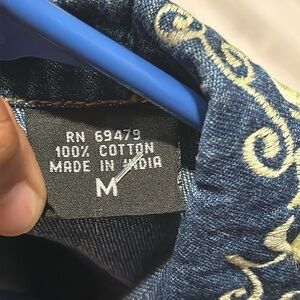 RN 69479
100% COTTON
MADE IN INDIA
M